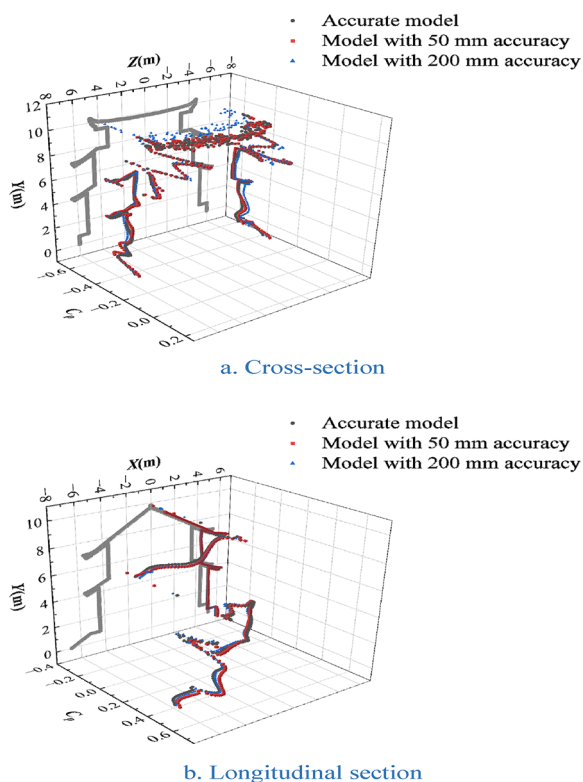 Accurate model
Model with 50 mm accuracy
Model with 200 mm accuracy
Z(m)
−8 −6 −4 −2 0 2 4 6 8
12
10
8
6
4
2
0
Y(m)
−0.6 −0.4 −0.2 0.0 0.2
Cp
a. Cross-section
Accurate model
Model with 50 mm accuracy
Model with 200 mm accuracy
X(m)
−8 −6 −4 −2 0 2 4 6
10
8
6
4
2
0
Y(m)
−0.4 −0.2 0.0 0.2 0.4 0.6
Cp
b. Longitudinal section